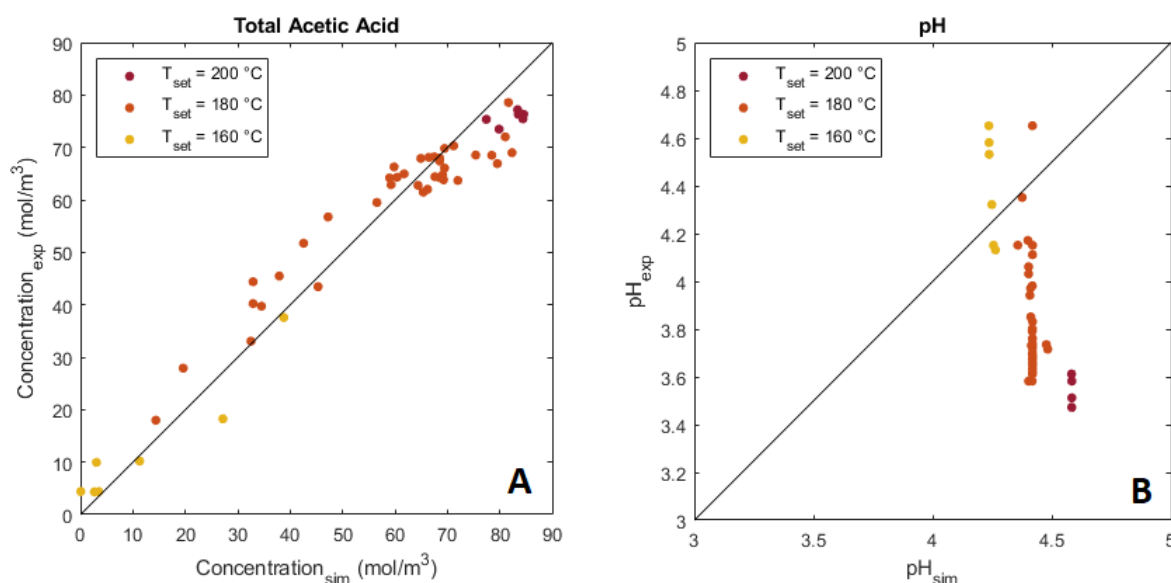 Total Acetic Acid
90
80
70
60
50
40
30
20
10
0
0 10 20 30 40 50 60 70 80 90
Concentration_exp (mol/m³)
Concentration_sim (mol/m³)
T_set = 200 °C
T_set = 180 °C
T_set = 160 °C
A
pH
5
4.8
4.6
4.4
4.2
4
3.8
3.6
3.4
3.2
3
3 3.5 4 4.5 5
pH_exp
pH_sim
T_set = 200 °C
T_set = 180 °C
T_set = 160 °C
B